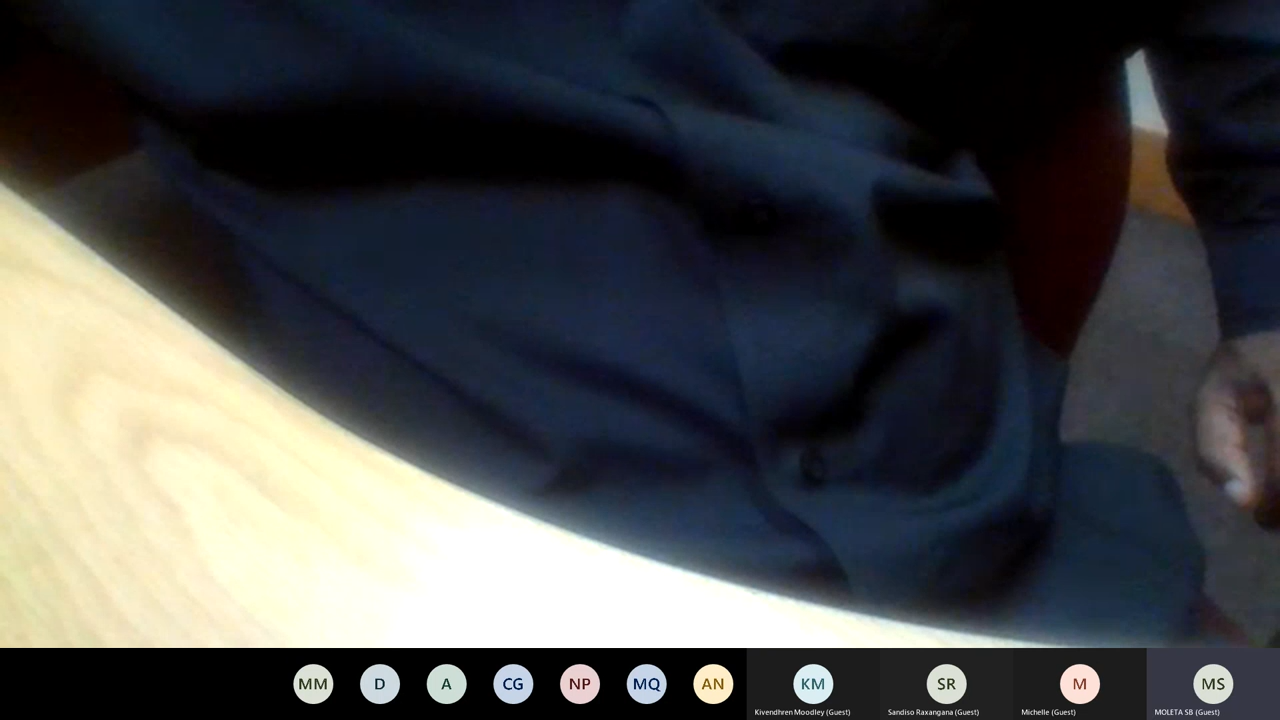 MM D A CG NP MQ AN KM SR M MS
Kivendhren Moodley (Guest) Sandiso Raxangana (Guest) Michelle (Guest) MOLETA SB (Guest)